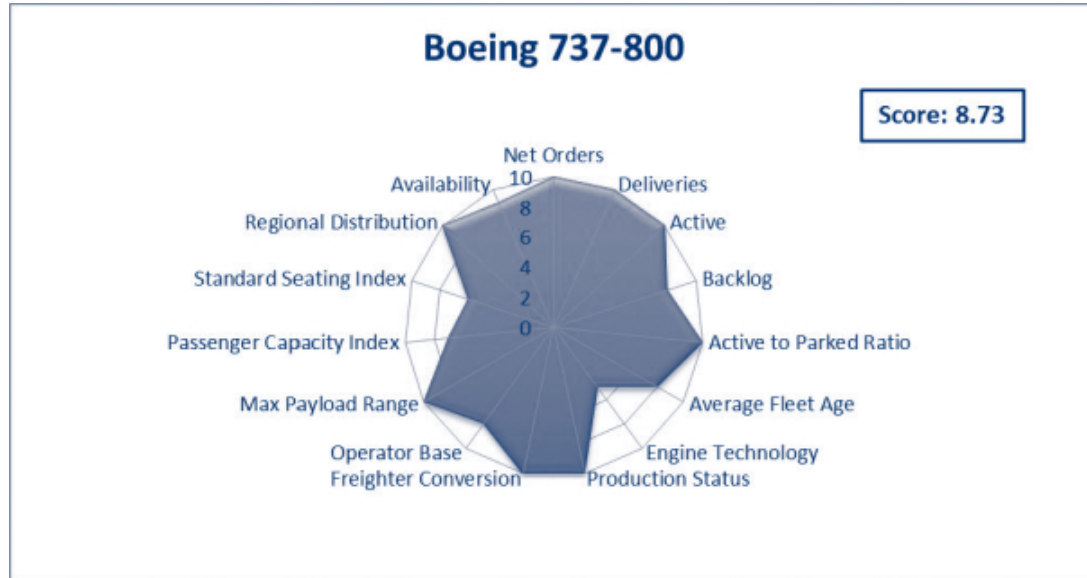 Boeing 737-800
Score: 8.73
Net Orders
Deliveries
Active
Backlog
Active to Parked Ratio
Average Fleet Age
Engine Technology
Production Status
Freighter Conversion
Operator Base
Max Payload Range
Passenger Capacity Index
Standard Seating Index
Regional Distribution
Availability
10
8
6
4
2
0